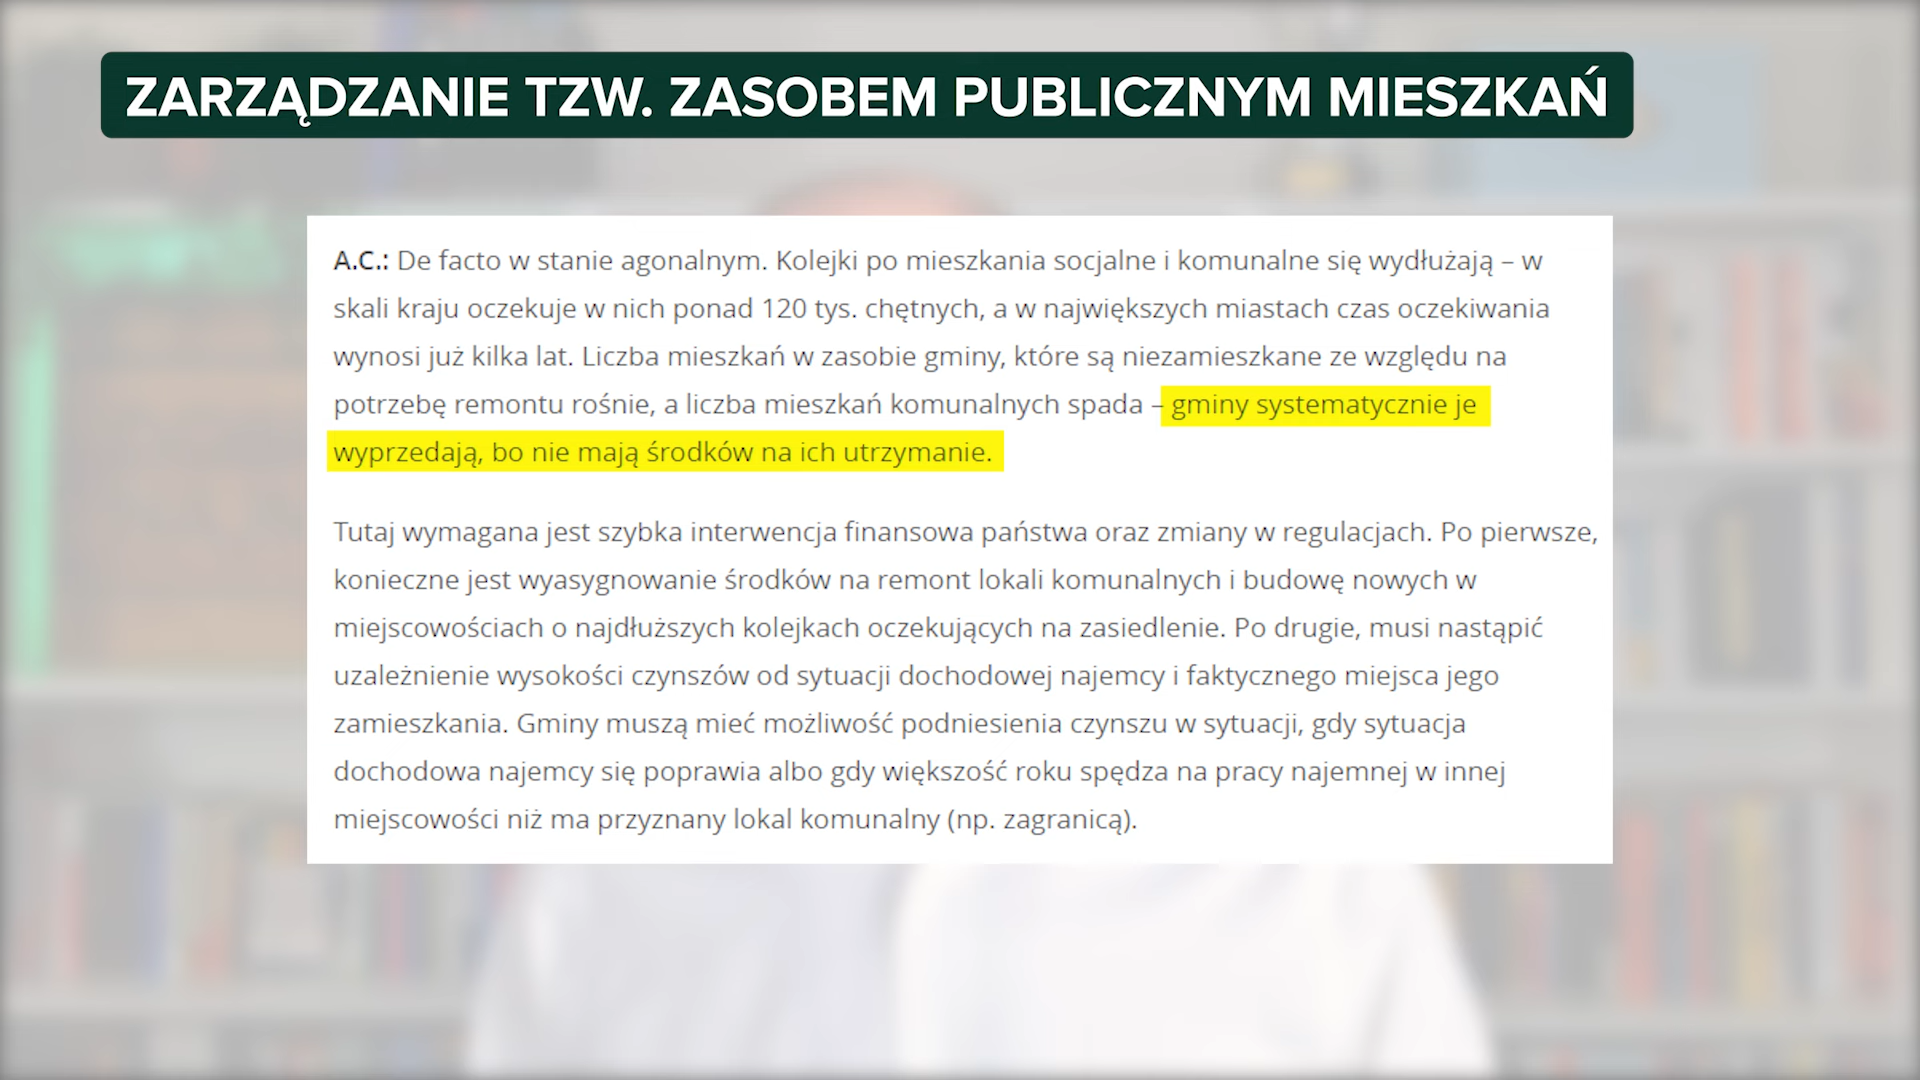 ZARZĄDZANIE TZW. ZASOBEM PUBLICZNYM MIESZKAŃ
A.C.: De facto w stanie agonalnym. Kolejki po mieszkania socjalne i komunalne się wydłużają – w
skali kraju oczekuje w nich ponad 120 tys. chętnych, a w największych miastach czas oczekiwania
wynosi już kilka lat. Liczba mieszkań w zasobie gminy, które są niezamieszkane ze względu na
potrzebę remontu rośnie, a liczba mieszkań komunalnych spada – gminy systematycznie je
wyprzedają, bo nie mają środków na ich utrzymanie.
Tutaj wymagana jest szybka interwencja finansowa państwa oraz zmiany w regulacjach. Po pierwsze,
konieczne jest wyasygnowanie środków na remont lokali komunalnych i budowę nowych w
miejscowościach o najdłuższych kolejkach oczekujących na zasiedlenie. Po drugie, musi nastąpić
uzależnienie wysokości czynszów od sytuacji dochodowej najemcy i faktycznego miejsca jego
zamieszkania. Gminy muszą mieć możliwość podniesienia czynszu w sytuacji, gdy sytuacja
dochodowa najemcy się poprawia albo gdy większość roku spędza na pracy najemnej w innej
miejscowości niż ma przyznany lokal komunalny (np. zagranicą).